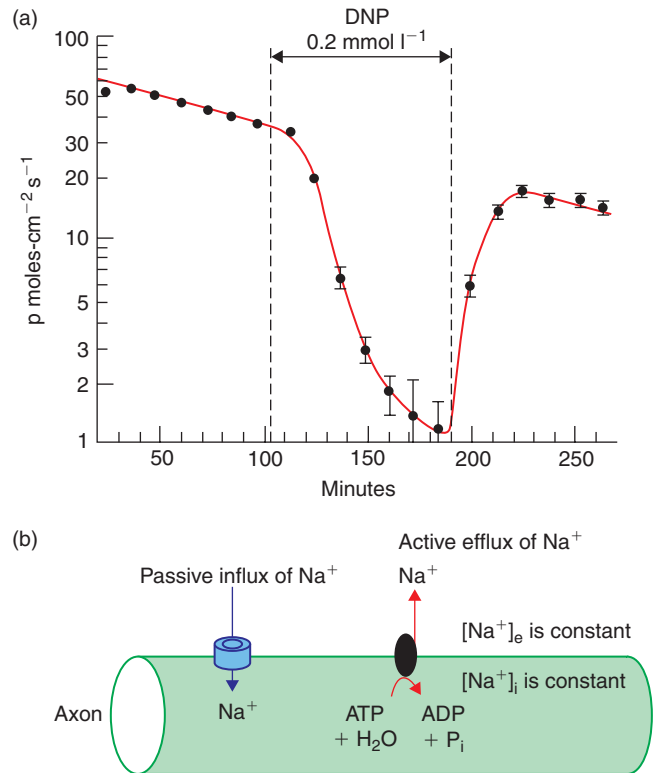 (a)
DNP
0.2 mmol l⁻¹
100
50
30
20
10
5
3
2
1
p moles-cm⁻² s⁻¹
50 100 150 200 250
Minutes
(b)
Active efflux of Na⁺
Passive influx of Na⁺
Na⁺
[Na⁺]e is constant
[Na⁺]i is constant
Axon
Na⁺
ATP ADP
+ H₂O + Pᵢ